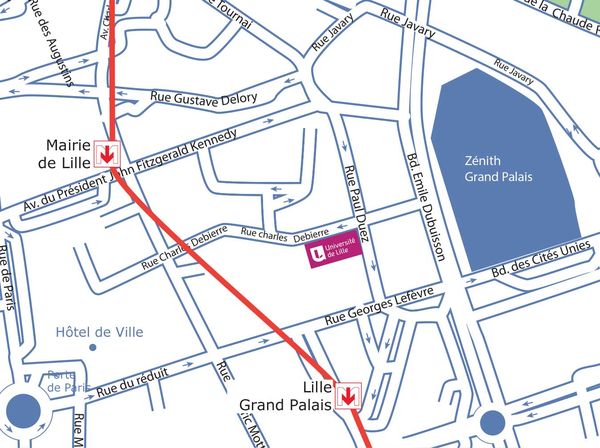 Rue des Augustins
Av. Char
e Tournai
Rue Javary
Rue Javary
Rue Javary
de la Chaude R
Rue Gustave Delory
Mairie
de Lille
Av. du Président John Fitzgerald Kennedy
Zénith
Grand Palais
Bd. Emile Dubuisson
Rue Paul Duez
Rue Charles Debierre
Rue charles Debierre
Université
de Lille
Bd. des Cités Unies
Rue de Paris
Rue Georges Lefèvre
Hôtel de Ville
Porte
de Paris
Rue du réduit
Rue
Lille
Grand Palais
Rue M
ric Mott